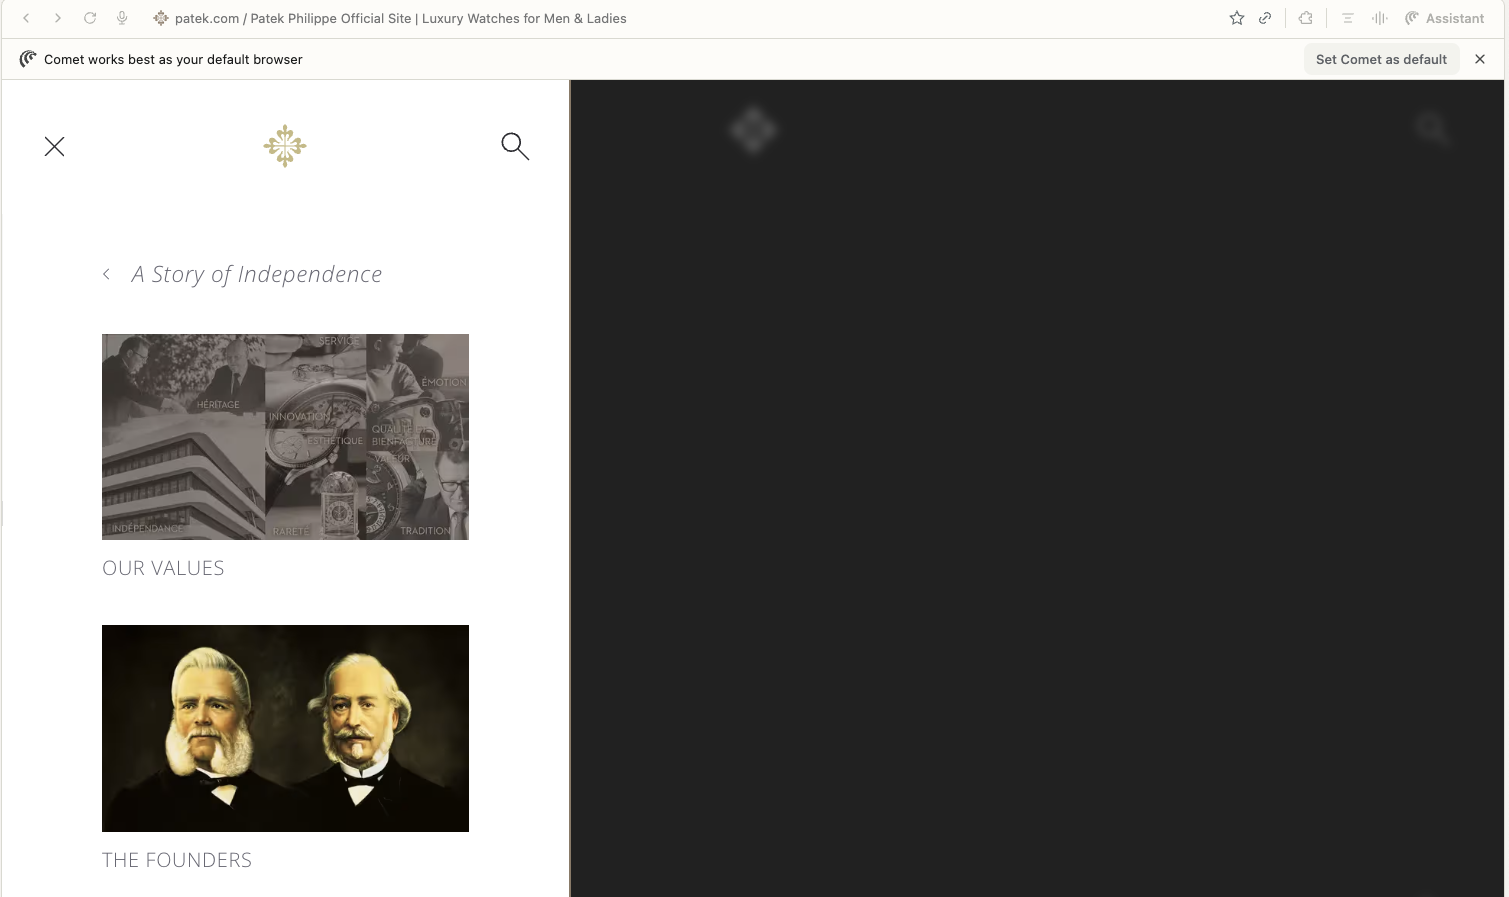 patek.com / Patek Philippe Official Site | Luxury Watches for Men & Ladies
Assistant
Comet works best as your default browser
Set Comet as default
A Story of Independence
SERVICE
ÉMOTION
HÉRITAGE
INNOVATION
QUALITÉ ET
BIENFACTURE
ESTHÉTIQUE
VALEUR
INDÉPENDANCE
RARETÉ
TRADITION
OUR VALUES
THE FOUNDERS